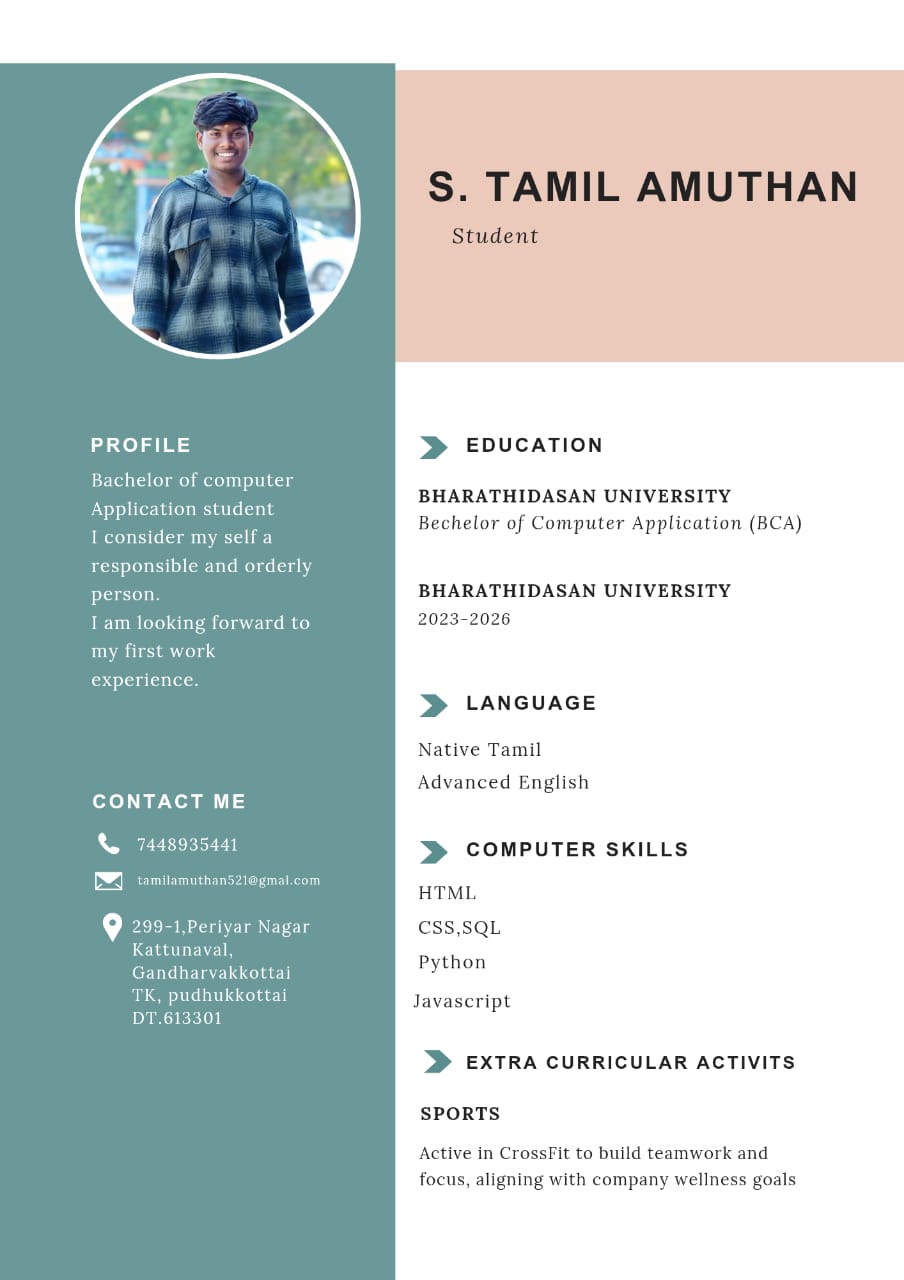 S. TAMIL AMUTHAN
Student
PROFILE
Bachelor of computer
Application student
I consider my self a
responsible and orderly
person.
I am looking forward to
my first work
experience.
CONTACT ME
7448935441
tamilamuthan521@gmal.com
299-1,Periyar Nagar
Kattunaval,
Gandharvakkottai
TK, pudhukkottai
DT.613301
EDUCATION
BHARATHIDASAN UNIVERSITY
Bechelor of Computer Application (BCA)
BHARATHIDASAN UNIVERSITY
2023-2026
LANGUAGE
Native Tamil
Advanced English
COMPUTER SKILLS
HTML
CSS,SQL
Python
Javascript
EXTRA CURRICULAR ACTIVITS
SPORTS
Active in CrossFit to build teamwork and
focus, aligning with company wellness goals